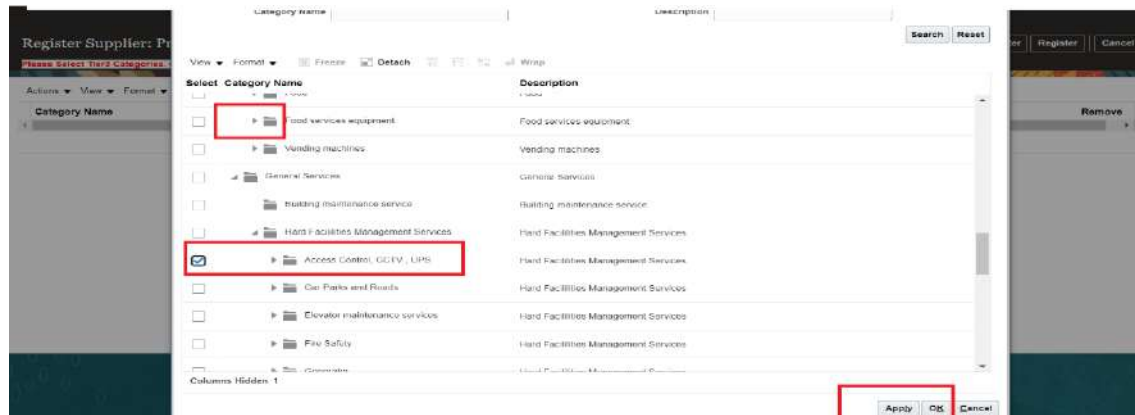 Category Name
Description
Search Reset
Register Supplier: Pr
Register Cancel
Please Select Tier3 Categories.
View Format Freeze Detach Wrap
Actions View Format
Select Category Name Description
Category Name
Remove
Food services equipment Food services equipment
Vending machines Vending machines
General Services General Services
Building maintenance service Building maintenance service
Hard Facilities Management Services Hard Facilities Management Services
Access Control, CCTV , UPS Hard Facilities Management Services
Car Parks and Roads Hard Facilities Management Services
Elevator maintenance services Hard Facilities Management Services
Fire Safety Hard Facilities Management Services
Columns Hidden 1
Apply OK Cancel